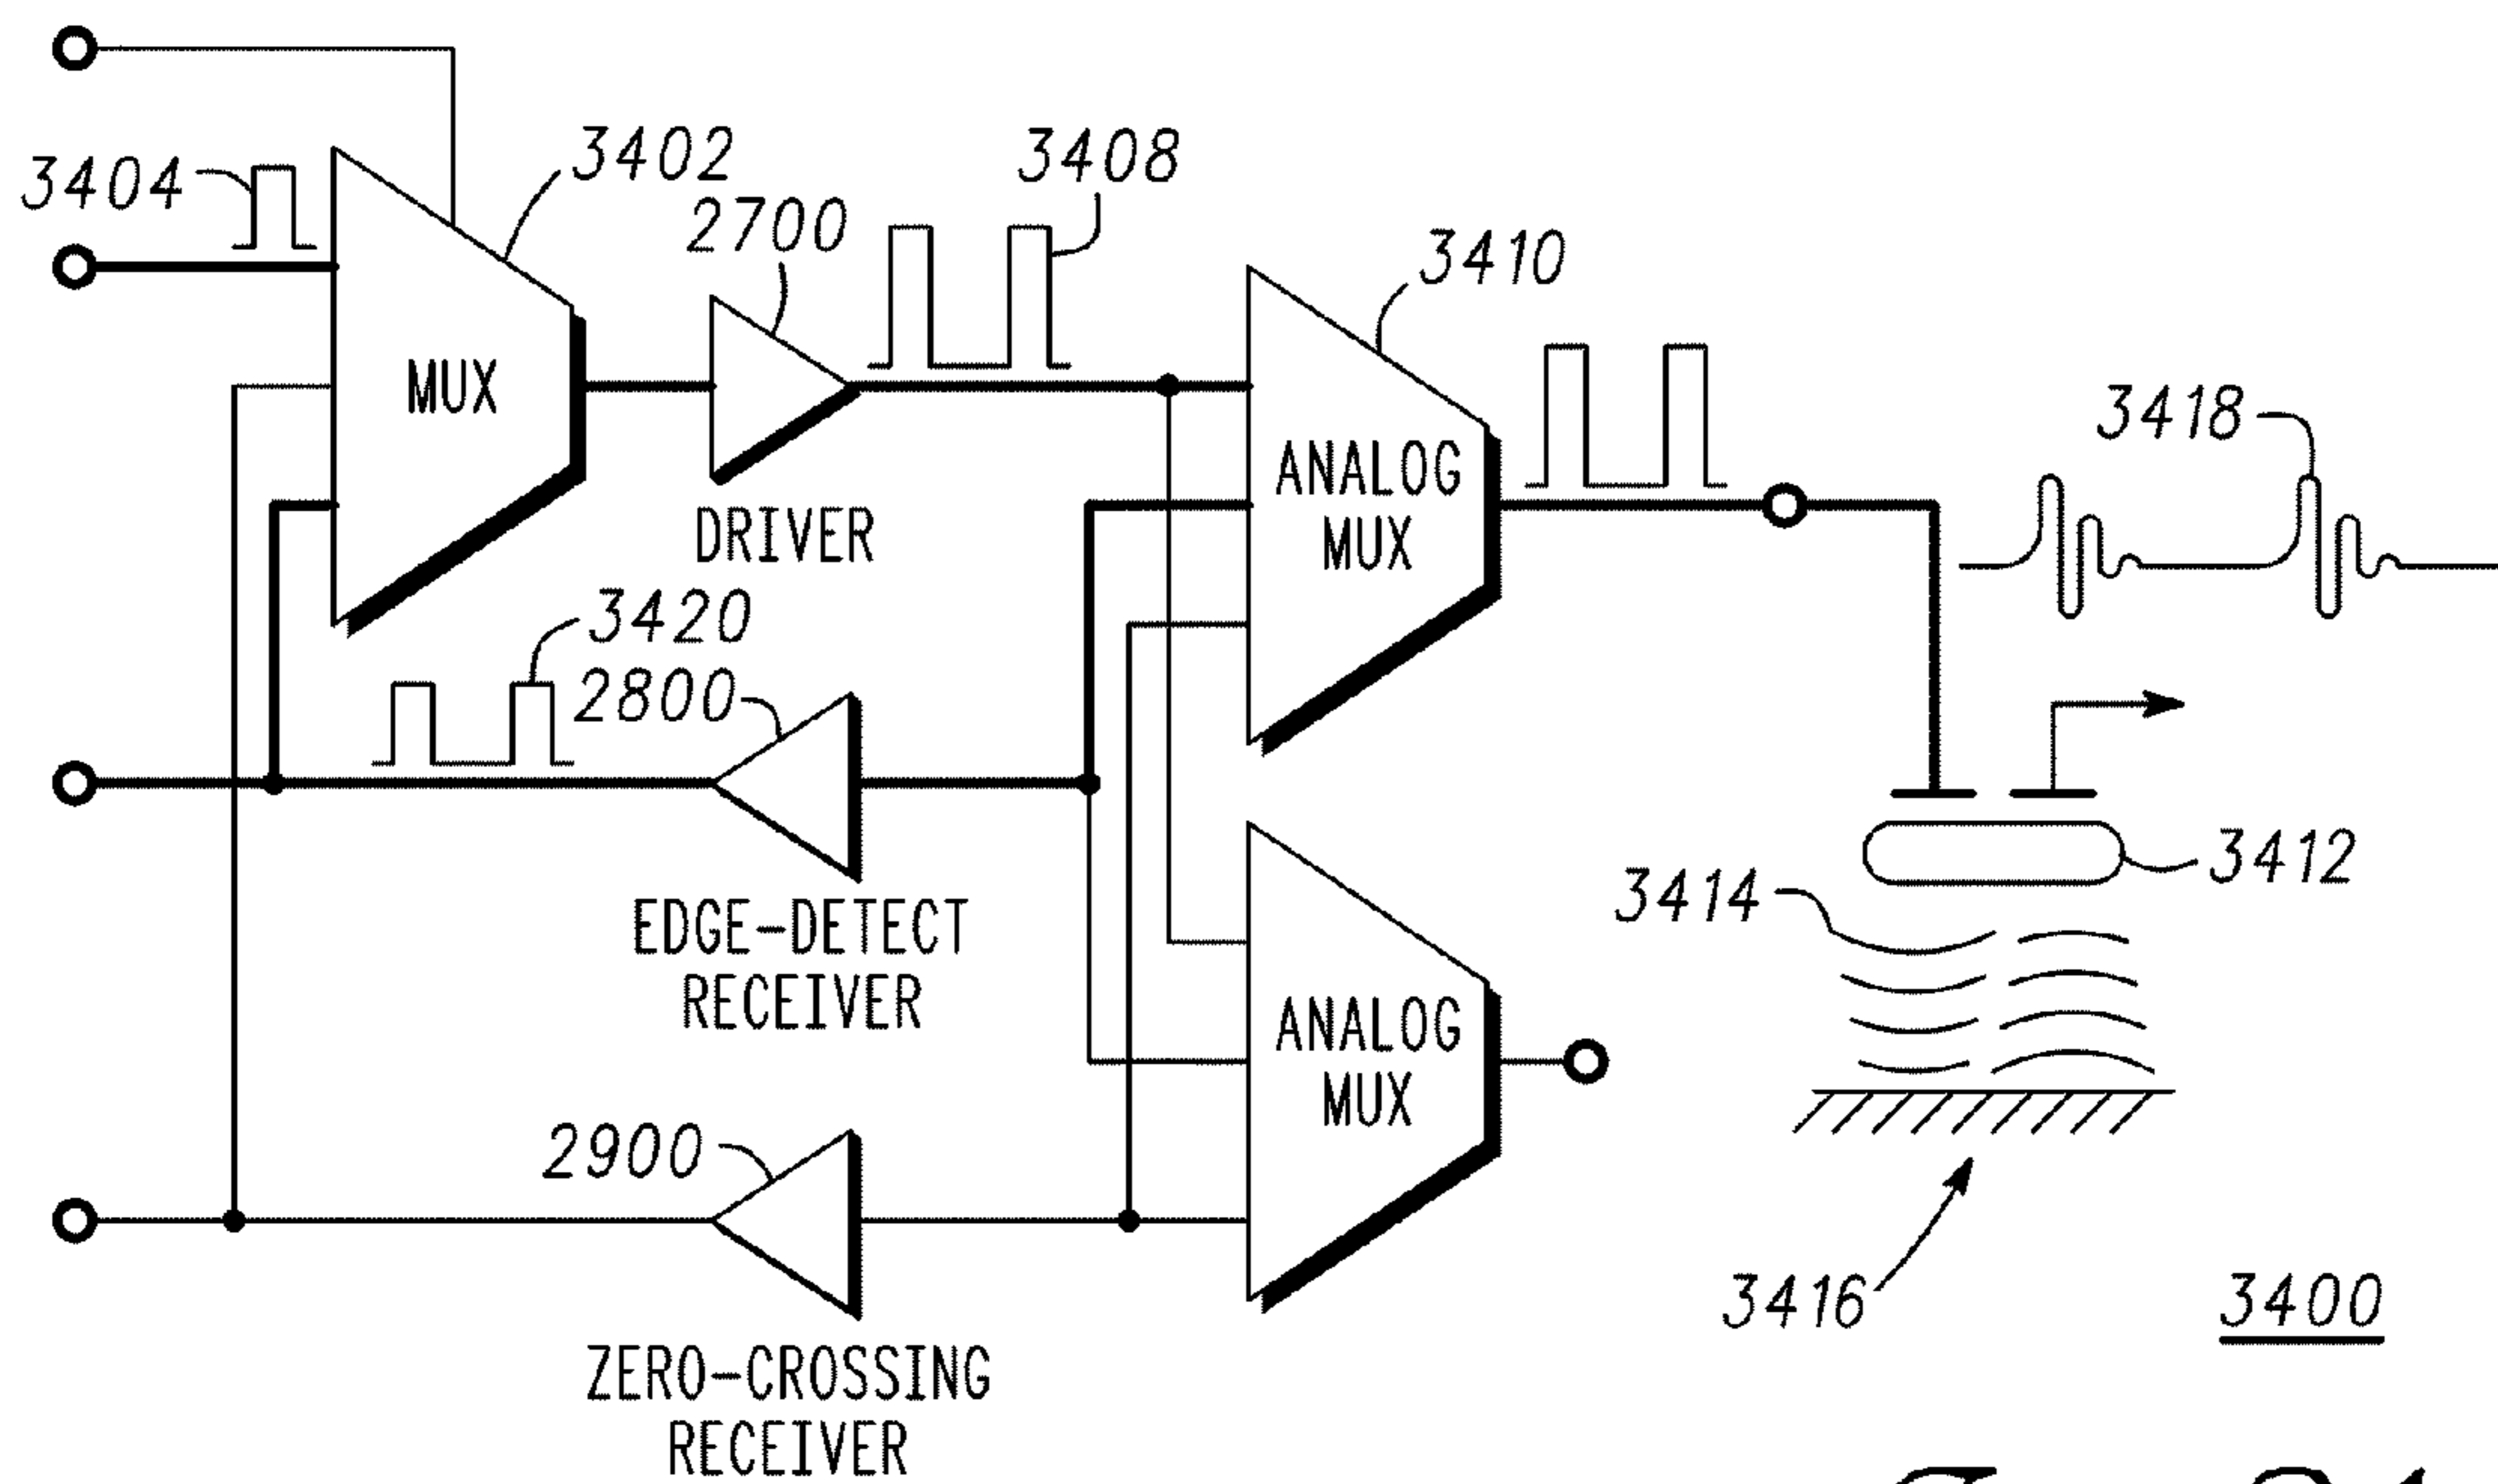 3404
3402
2700
3408
3410
MUX
DRIVER
ANALOG
MUX
3418
3420
2800
EDGE-DETECT
RECEIVER
3414
3412
ANALOG
MUX
2900
ZERO-CROSSING
RECEIVER
3416
3400